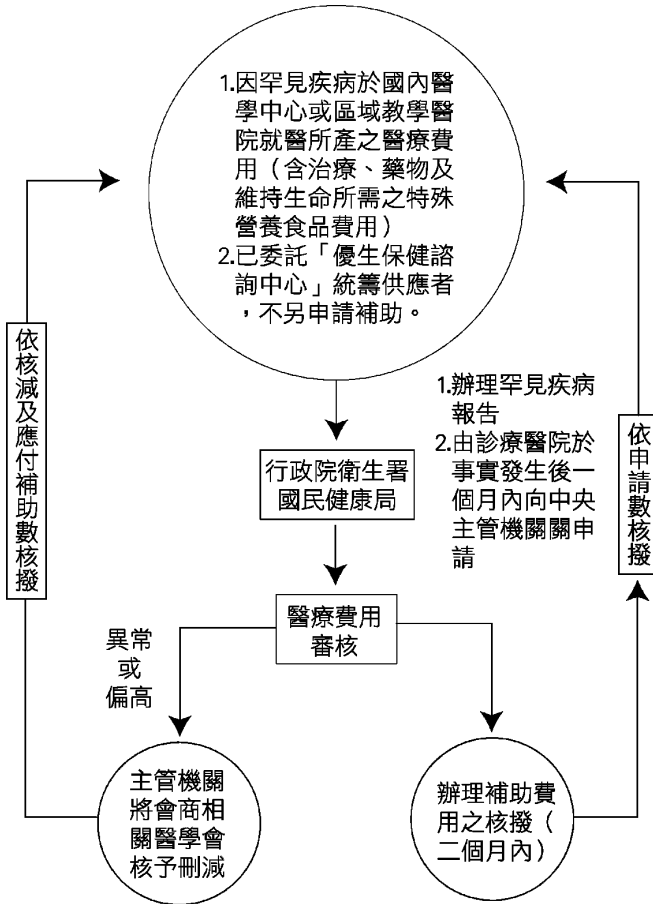 1.因罕見疾病於國內醫
學中心或區域教學醫
院就醫所產之醫療費
用（含治療、藥物及
維持生命所需之特殊
營養食品費用）
2.已委託「優生保健諮
詢中心」統籌供應者
，不另申請補助。
依核減及應付補助數核撥
1.辦理罕見疾病
報告
2.由診療醫院於
事實發生後一
個月內向中央
主管機關關申
請
依申請數核撥
行政院衛生署
國民健康局
醫療費用
審核
異常
或
偏高
主管機關
將會商相
關醫學會
核予刪減
辦理補助費
用之核撥（
二個月內）